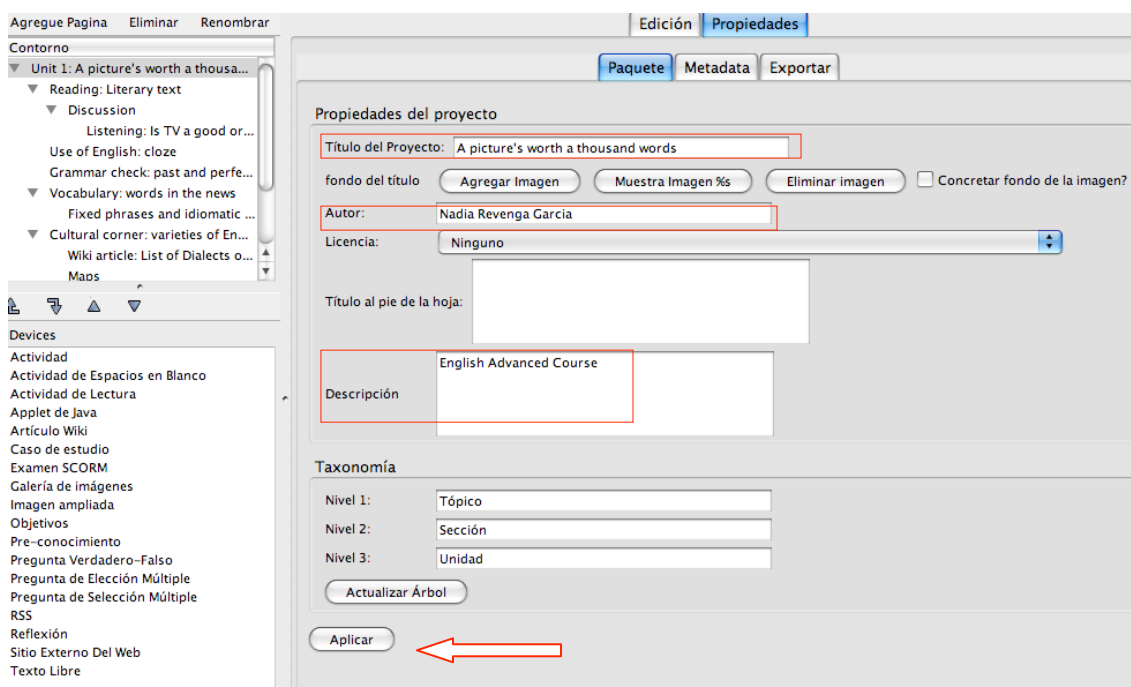 Agregue Pagina Eliminar Renombrar
Contorno
Unit 1: A picture's worth a thousa...
Reading: Literary text
Discussion
Listening: Is TV a good or...
Use of English: cloze
Grammar check: past and perfe...
Vocabulary: words in the news
Fixed phrases and idiomatic ...
Cultural corner: varieties of En...
Wiki article: List of Dialects o...
Maps
Devices
Actividad
Actividad de Espacios en Blanco
Actividad de Lectura
Applet de Java
Artículo Wiki
Caso de estudio
Examen SCORM
Galería de imágenes
Imagen ampliada
Objetivos
Pre-conocimiento
Pregunta Verdadero-Falso
Pregunta de Elección Múltiple
Pregunta de Selección Múltiple
RSS
Reflexión
Sitio Externo Del Web
Texto Libre
Edición Propiedades
Paquete Metadata Exportar
Propiedades del proyecto
Título del Proyecto: A picture's worth a thousand words
fondo del título Agregar Imagen Muestra Imagen %s Eliminar imagen Concretar fondo de la imagen?
Autor: Nadia Revenga Garcia
Licencia: Ninguno
Título al pie de la hoja:
English Advanced Course
Descripción
Taxonomía
Nivel 1: Tópico
Nivel 2: Sección
Nivel 3: Unidad
Actualizar Árbol
Aplicar